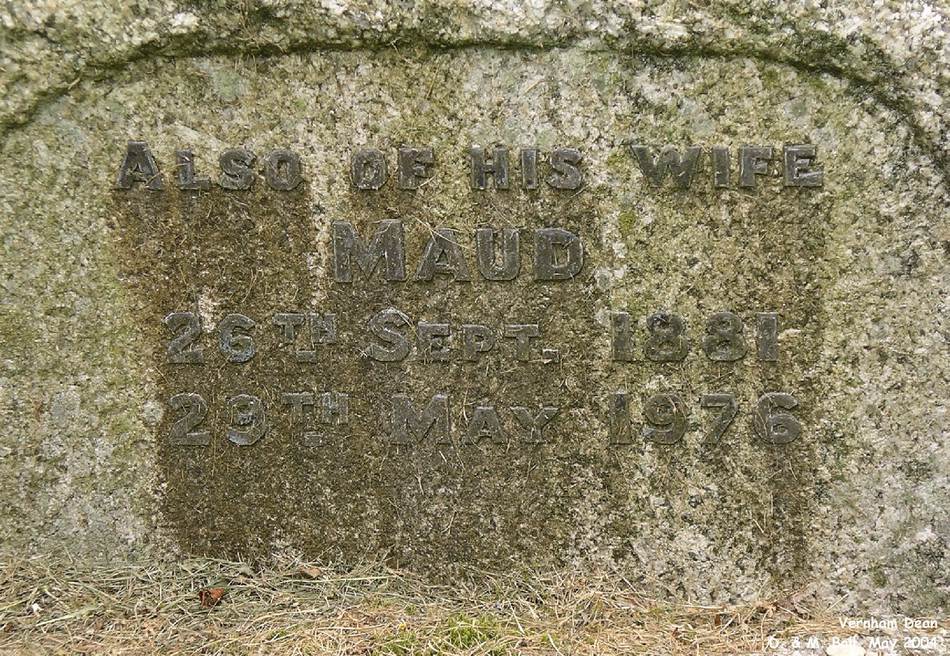 ALSO OF HIS WIFE
MAUD
26TH SEPT. 1881
29TH MAY 1976
Vernham Dean
O. & M. Ball, May 2004